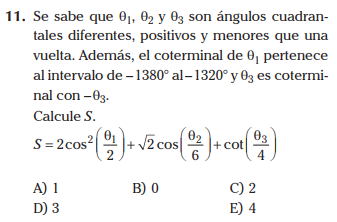 11. Se sabe que θ₁, θ₂ y θ₃ son ángulos cuadran-
tales diferentes, positivos y menores que una
vuelta. Además, el coterminal de θ₁ pertenece
al intervalo de –1380° al–1320° y θ₃ es cotermi-
nal con –θ₃.
Calcule S.
S = 2cos²(θ₁/2) + √2 cos(θ₂/6) + cot(θ₃/4)
A) 1 B) 0 C) 2
D) 3 E) 4